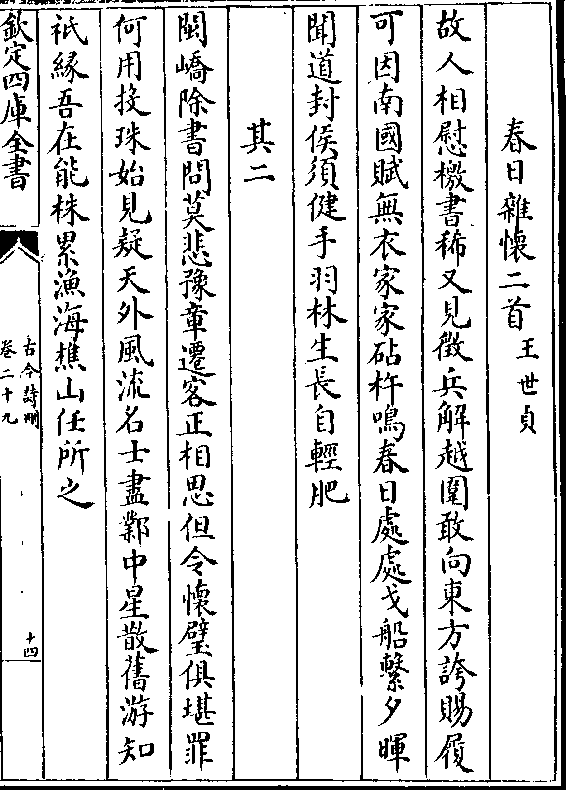 春日雜懷二首王世貞
故人相慰檄書稀又見徴兵解越圍敢向東方誇賜履
可因南國賦無衣家家砧杵鳴春日處處戈船繫夕暉
聞道封侯須健手羽林生長自輕肥
其二
閩嶠除書問莫悲豫章遷客正相思但令懷璧俱堪罪
何用投珠始見疑天外風流名士盡鄴中星散舊游知
祇縁吾在能株累漁海樵山任所之
欽定四庫全書
古今詩刪
卷二十九
十四